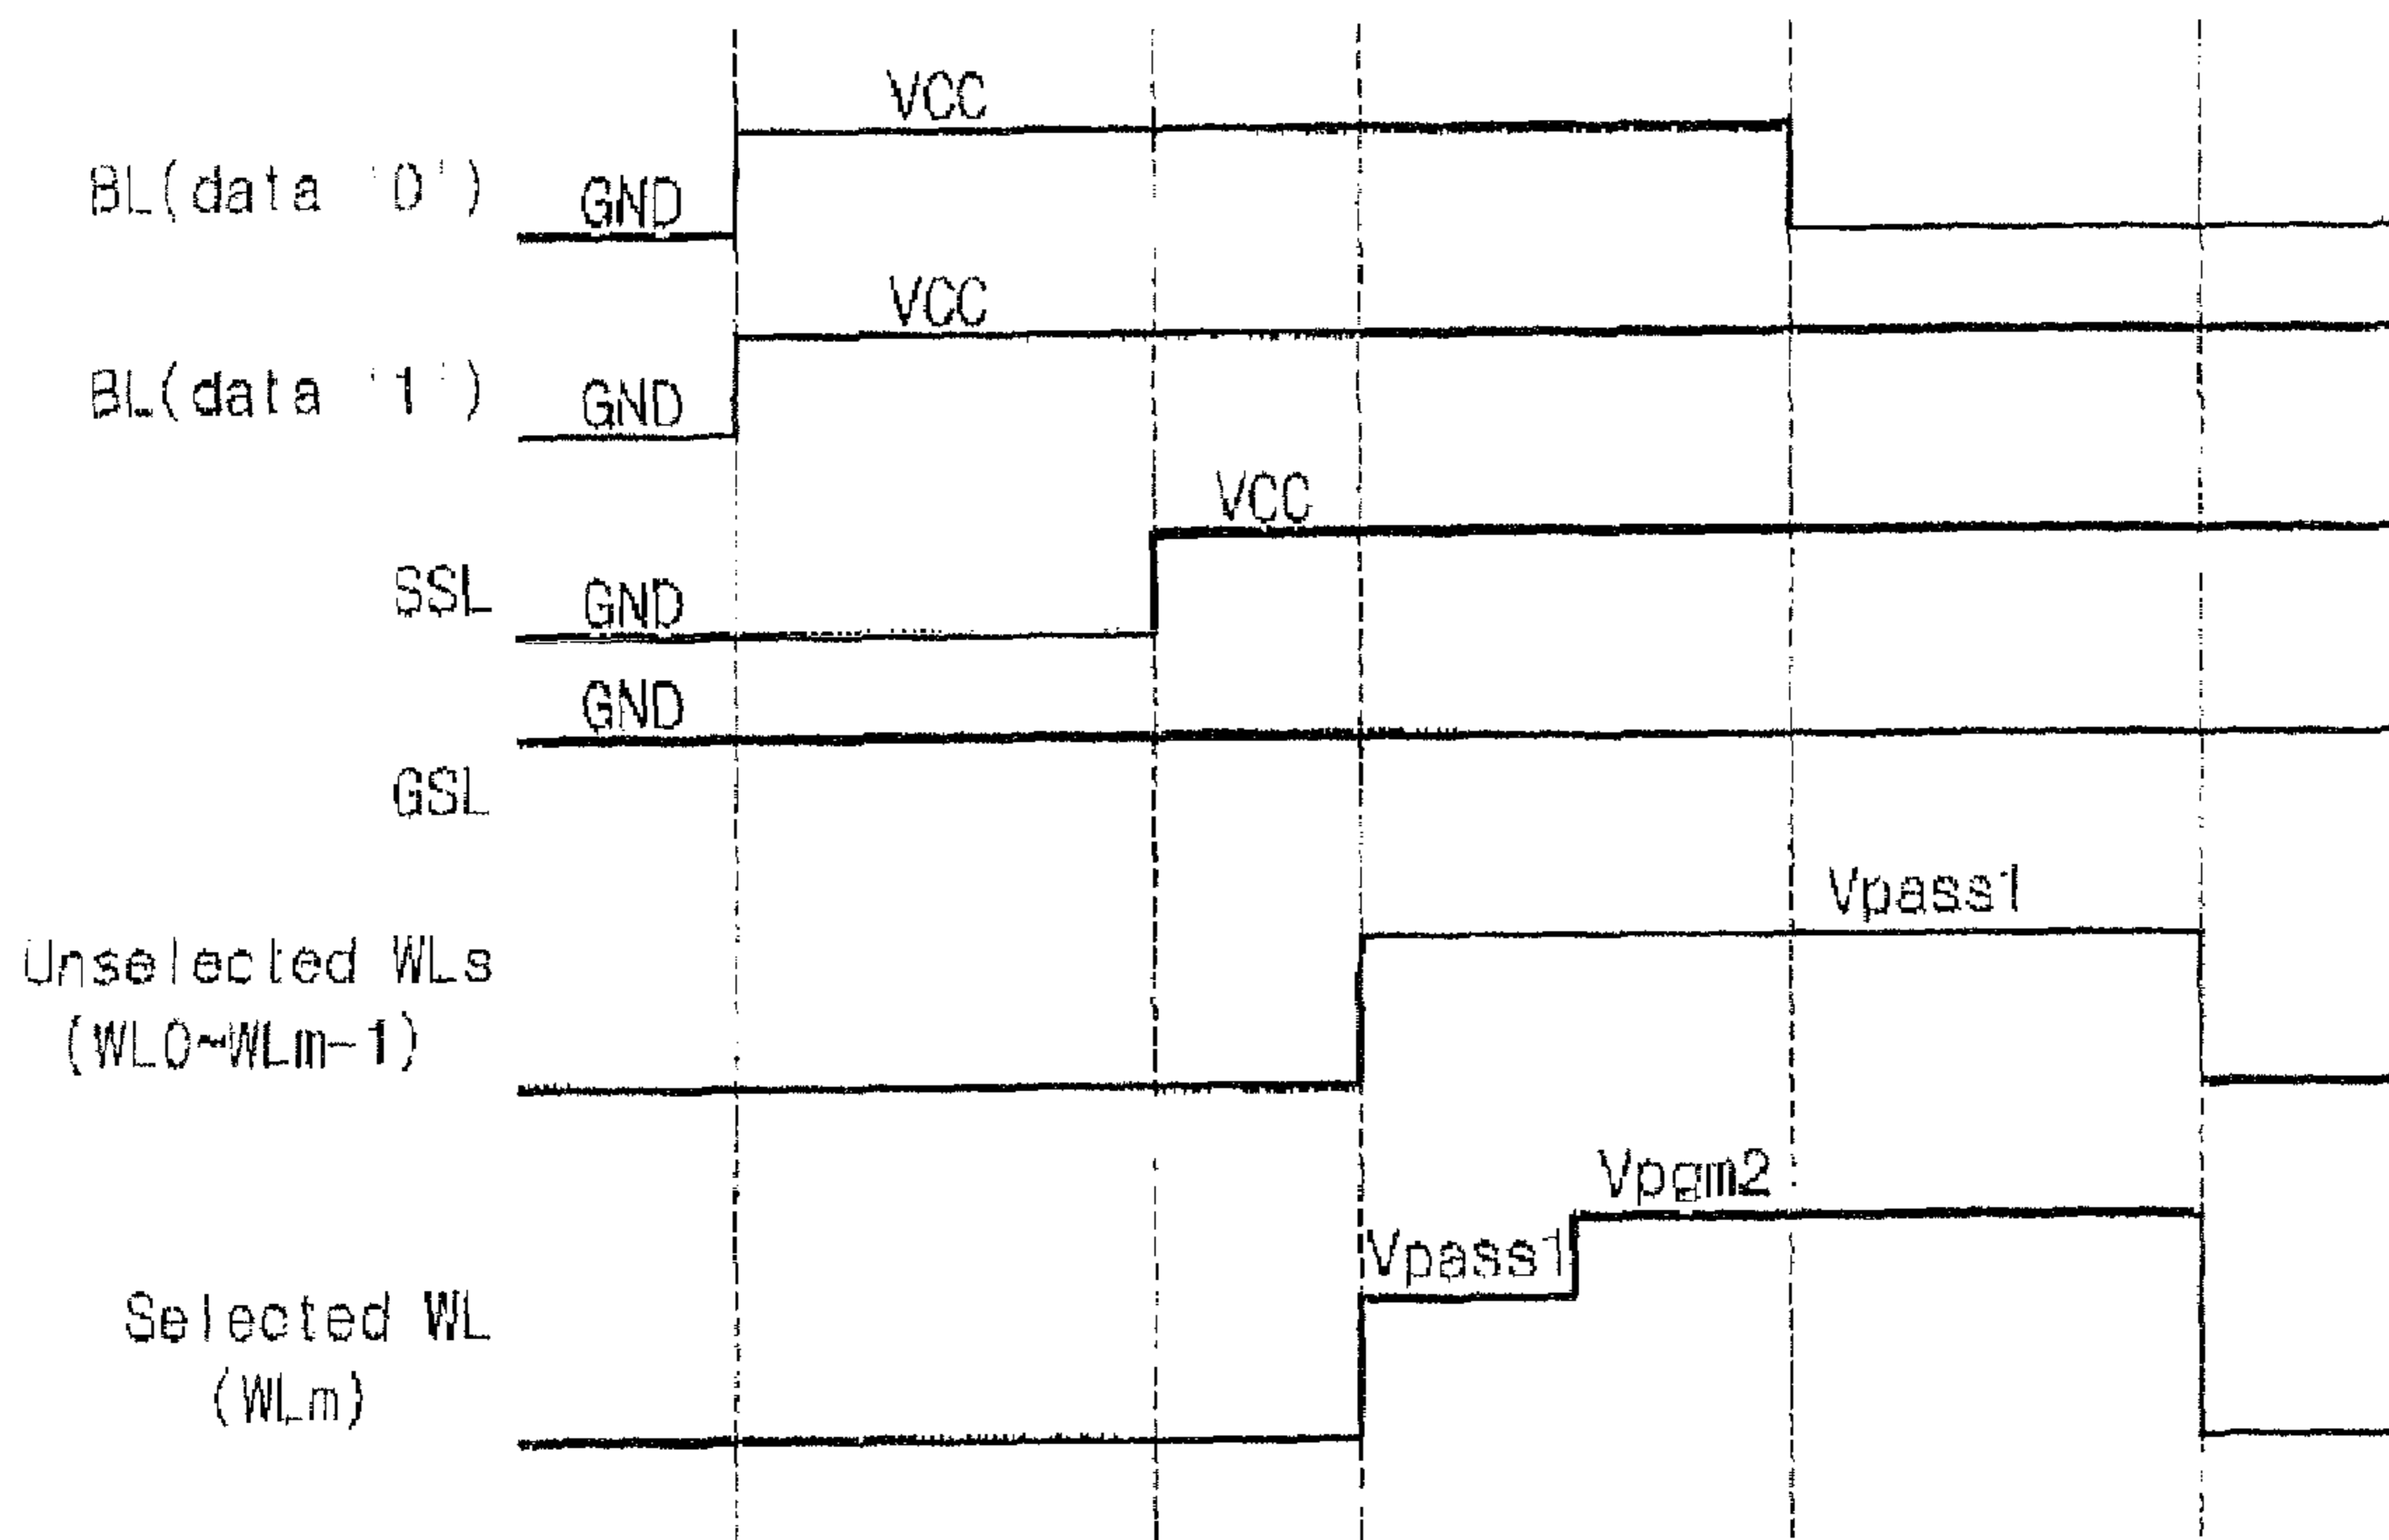 VCC
BL(data '0') GND
VCC
BL(data '1') GND
VCC
SSL GND
GND
GSL
Vpass1
Unselected WLs
(WL0~WLm-1)
Vpgm2
Vpass1
Selected WL
(WLm)